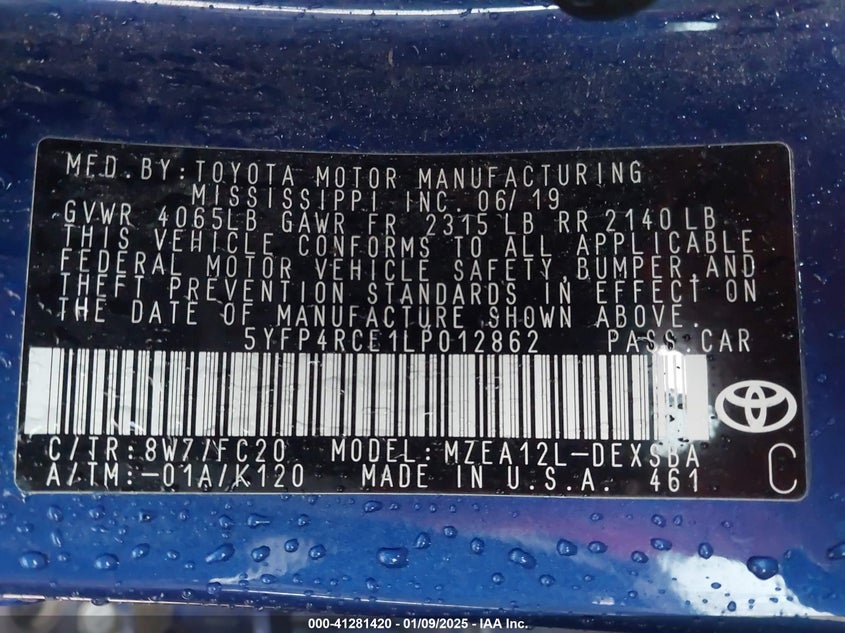 MFD.BY: TOYOTA MOTOR MANUFACTURING
MISSISSIPPI INC. 06/19
GVWR 4065LB GAWR FR 2315LB RR 2140LB
THIS VEHICLE CONFORMS TO ALL APPLICABLE
FEDERAL MOTOR VEHICLE SAFETY, BUMPER, AND
THEFT PREVENTION STANDARDS IN EFFECT ON
THE DATE OF MANUFACTURE SHOWN ABOVE.
5YFP4RCE1LP012862 PASS.CAR
C/TR: 8W7/FC20 MODEL: MZEA12L-DEXSBA
A/TM: -01A/K120 MADE IN U.S.A. 461
C
000-41281420 | 01/09/2025 - IAA Inc.